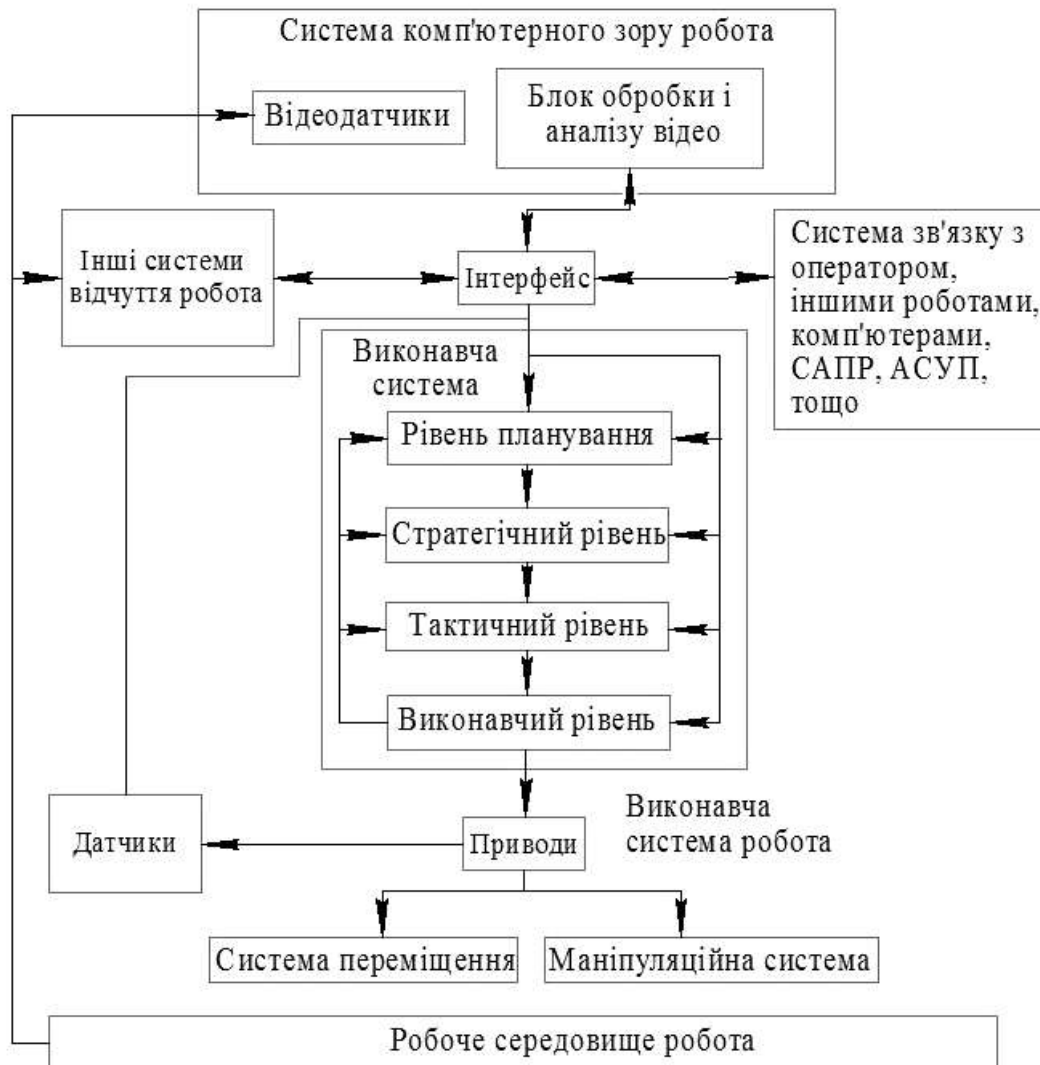 Система комп'ютерного зору робота
Відеодатчики
Блок обробки і
аналізу відео
Інші системи
відчуття робота
Інтерфейс
Система зв'язку з
оператором,
іншими роботами,
комп'ютерами,
САПР, АСУП,
тощо
Виконавча
система
Рівень планування
Стратегічний рівень
Тактичний рівень
Виконавчий рівень
Датчики
Приводи
Виконавча
система робота
Система переміщення
Маніпуляційна система
Робоче середовище робота